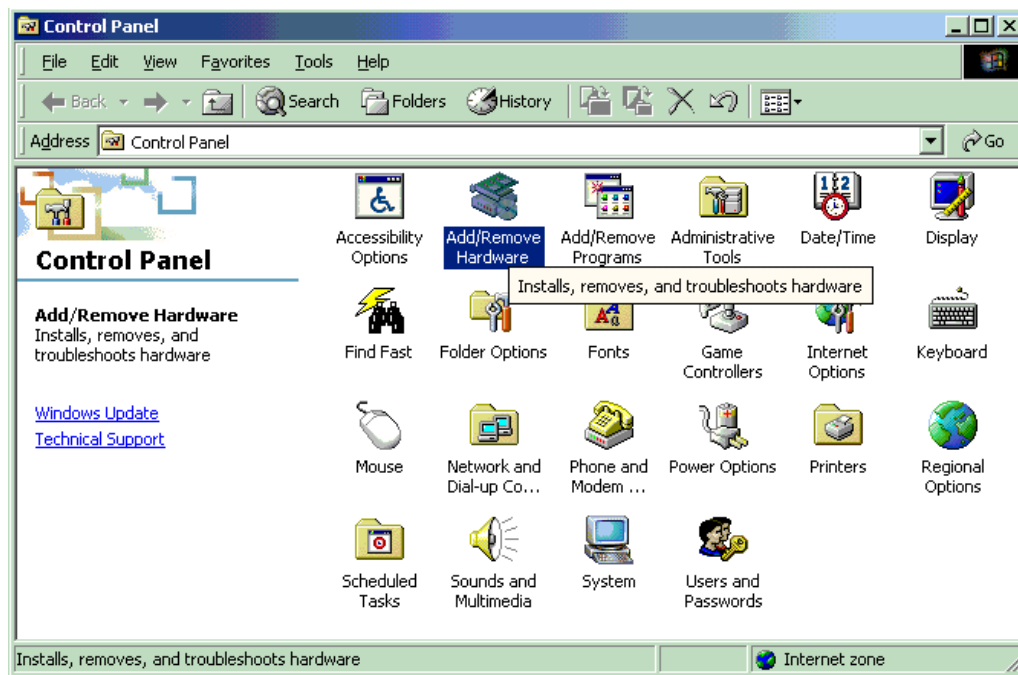 Control Panel
File Edit View Favorites Tools Help
Back Search Folders History
Address Control Panel Go
Control Panel
Add/Remove Hardware
Installs, removes, and
troubleshoots hardware
Windows Update
Technical Support
Accessibility
Options
Add/Remove
Hardware
Add/Remove
Programs
Administrative
Tools
12
Date/Time
Display
Installs, removes, and troubleshoots hardware
Find Fast
Folder Options
Fonts
Game
Controllers
Internet
Options
Keyboard
Mouse
Network and
Dial-up Co...
Phone and
Modem ...
Power Options
Printers
Regional
Options
Scheduled
Tasks
Sounds and
Multimedia
System
Users and
Passwords
Installs, removes, and troubleshoots hardware Internet zone